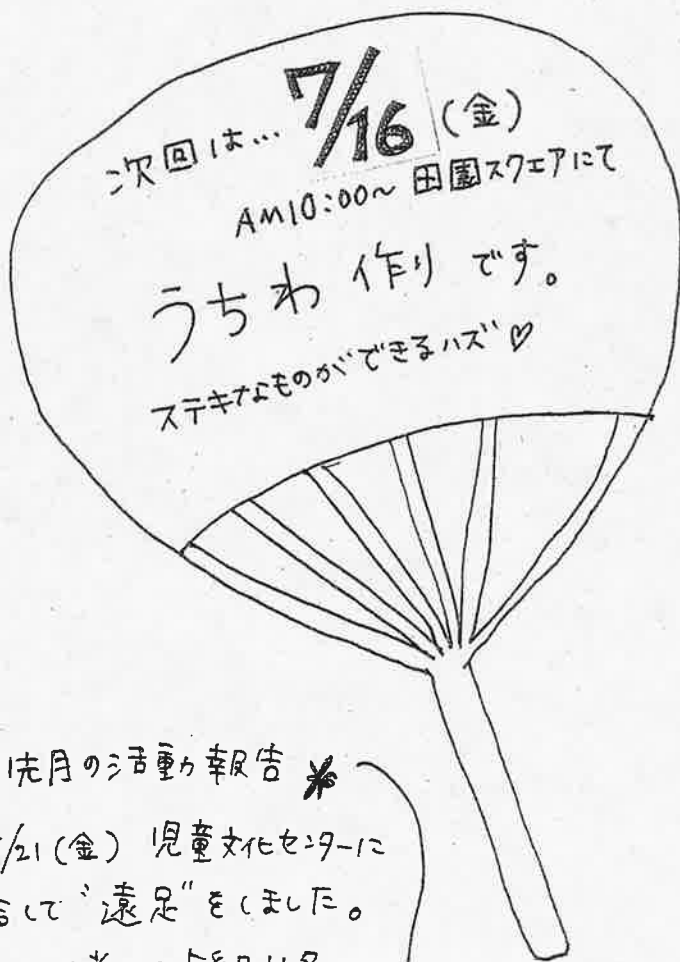 次回は… 7/16 (金)
AM10:00~ 田園スクエアにて
うちわ 作り です。
ステキなものができるハズ♡
先月の活動報告
/21 (金) 児童文化センターに
して “遠足” をしました。